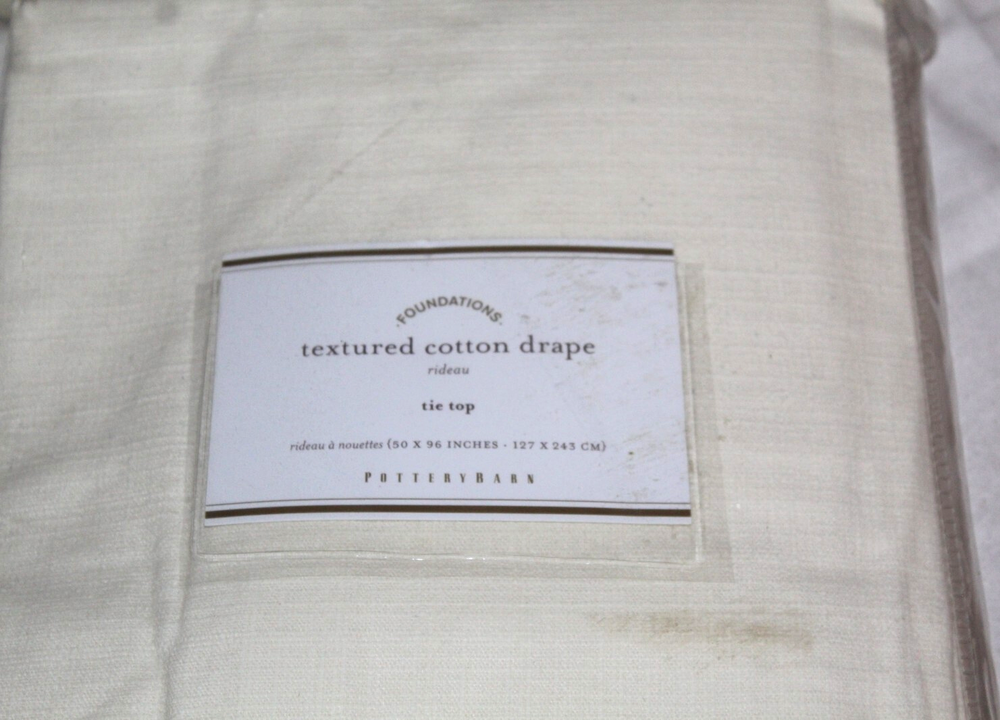 ·FOUNDATIONS·
textured cotton drape
rideau
tie top
rideau à nouettes (50 X 96 INCHES - 127 X 243 CM)
POTTERYBARN